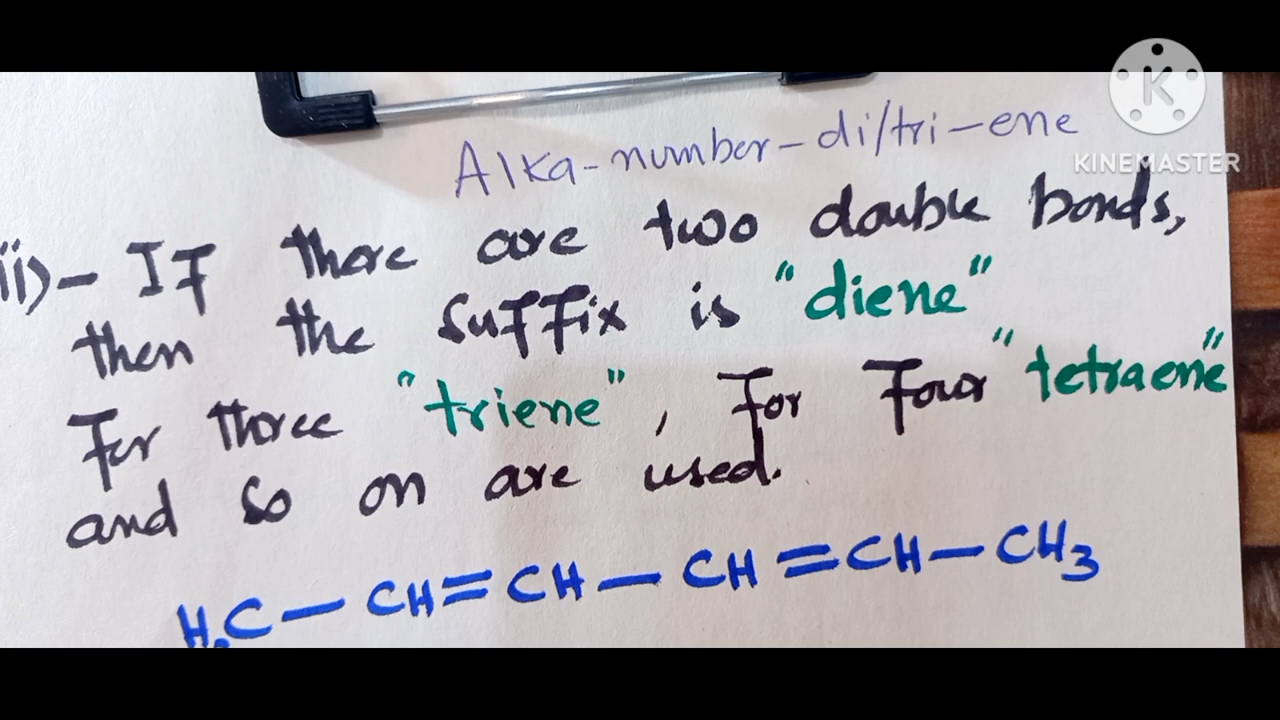 KINEMASTER
Alka-number-di/tri-ene
ii)- If there are two double bonds,
then the suffix is "diene"
For three "triene", For Four "tetraene"
and so on are used.
H₃C — CH = CH — CH = CH — CH₃